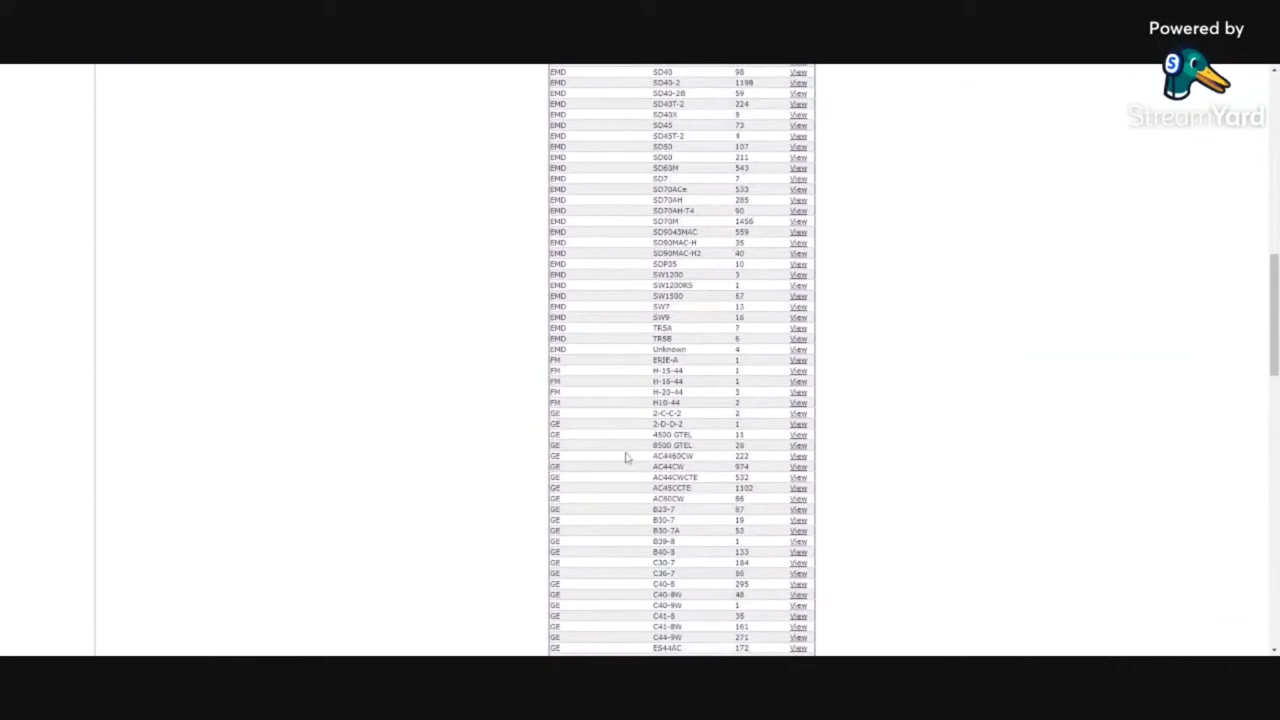 Powered by
StreamYard
EMD SD40 98 View
EMD SD40-2 1198 View
EMD SD40-2B 59 View
EMD SD40T-2 224 View
EMD SD40X 8 View
EMD SD45 73 View
EMD SD45T-2 4 View
EMD SD50 107 View
EMD SD60 211 View
EMD SD60M 543 View
EMD SD7 7 View
EMD SD70ACe 533 View
EMD SD70AH 285 View
EMD SD70AH-T4 90 View
EMD SD70M 1456 View
EMD SD9043MAC 559 View
EMD SD90MAC-H 35 View
EMD SD90MAC-H2 40 View
EMD SDP35 10 View
EMD SW1200 3 View
EMD SW1200RS 1 View
EMD SW1500 67 View
EMD SW7 13 View
EMD SW9 16 View
EMD TR5A 7 View
EMD TR5B 6 View
EMD Unknown 4 View
FM ERIE-A 1 View
FM H-15-44 1 View
FM H-16-44 1 View
FM H-20-44 3 View
FM H10-44 2 View
GE 2-C-C-2 2 View
GE 2-D-D-2 1 View
GE 4500 GTEL 11 View
GE 8500 GTEL 28 View
GE AC4460CW 222 View
GE AC44CW 974 View
GE AC44CWCTE 532 View
GE AC45CCTE 1102 View
GE AC60CW 86 View
GE B23-7 87 View
GE B30-7 19 View
GE B30-7A 53 View
GE B39-8 1 View
GE B40-8 133 View
GE C30-7 184 View
GE C36-7 86 View
GE C40-8 295 View
GE C40-8W 48 View
GE C40-9W 1 View
GE C41-8 35 View
GE C41-8W 161 View
GE C44-9W 271 View
GE ES44AC 172 View